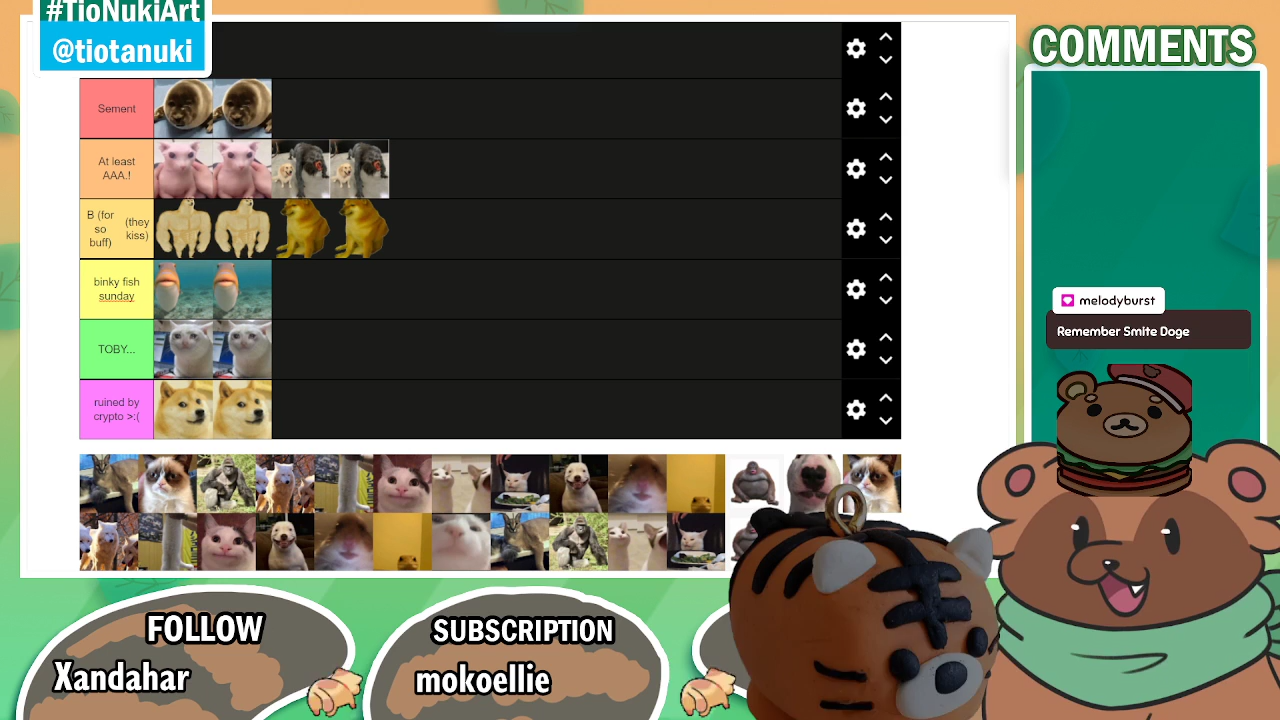 #TioNukiArt
@tiotanuki
COMMENTS
Sement
At least
AAA.!
B (for
so
buff)
(they
kiss)
binky fish
sunday
TOBY...
ruined by
crypto >:(
melodyburst
Remember Smite Doge
FOLLOW
Xandahar
SUBSCRIPTION
mokoellie